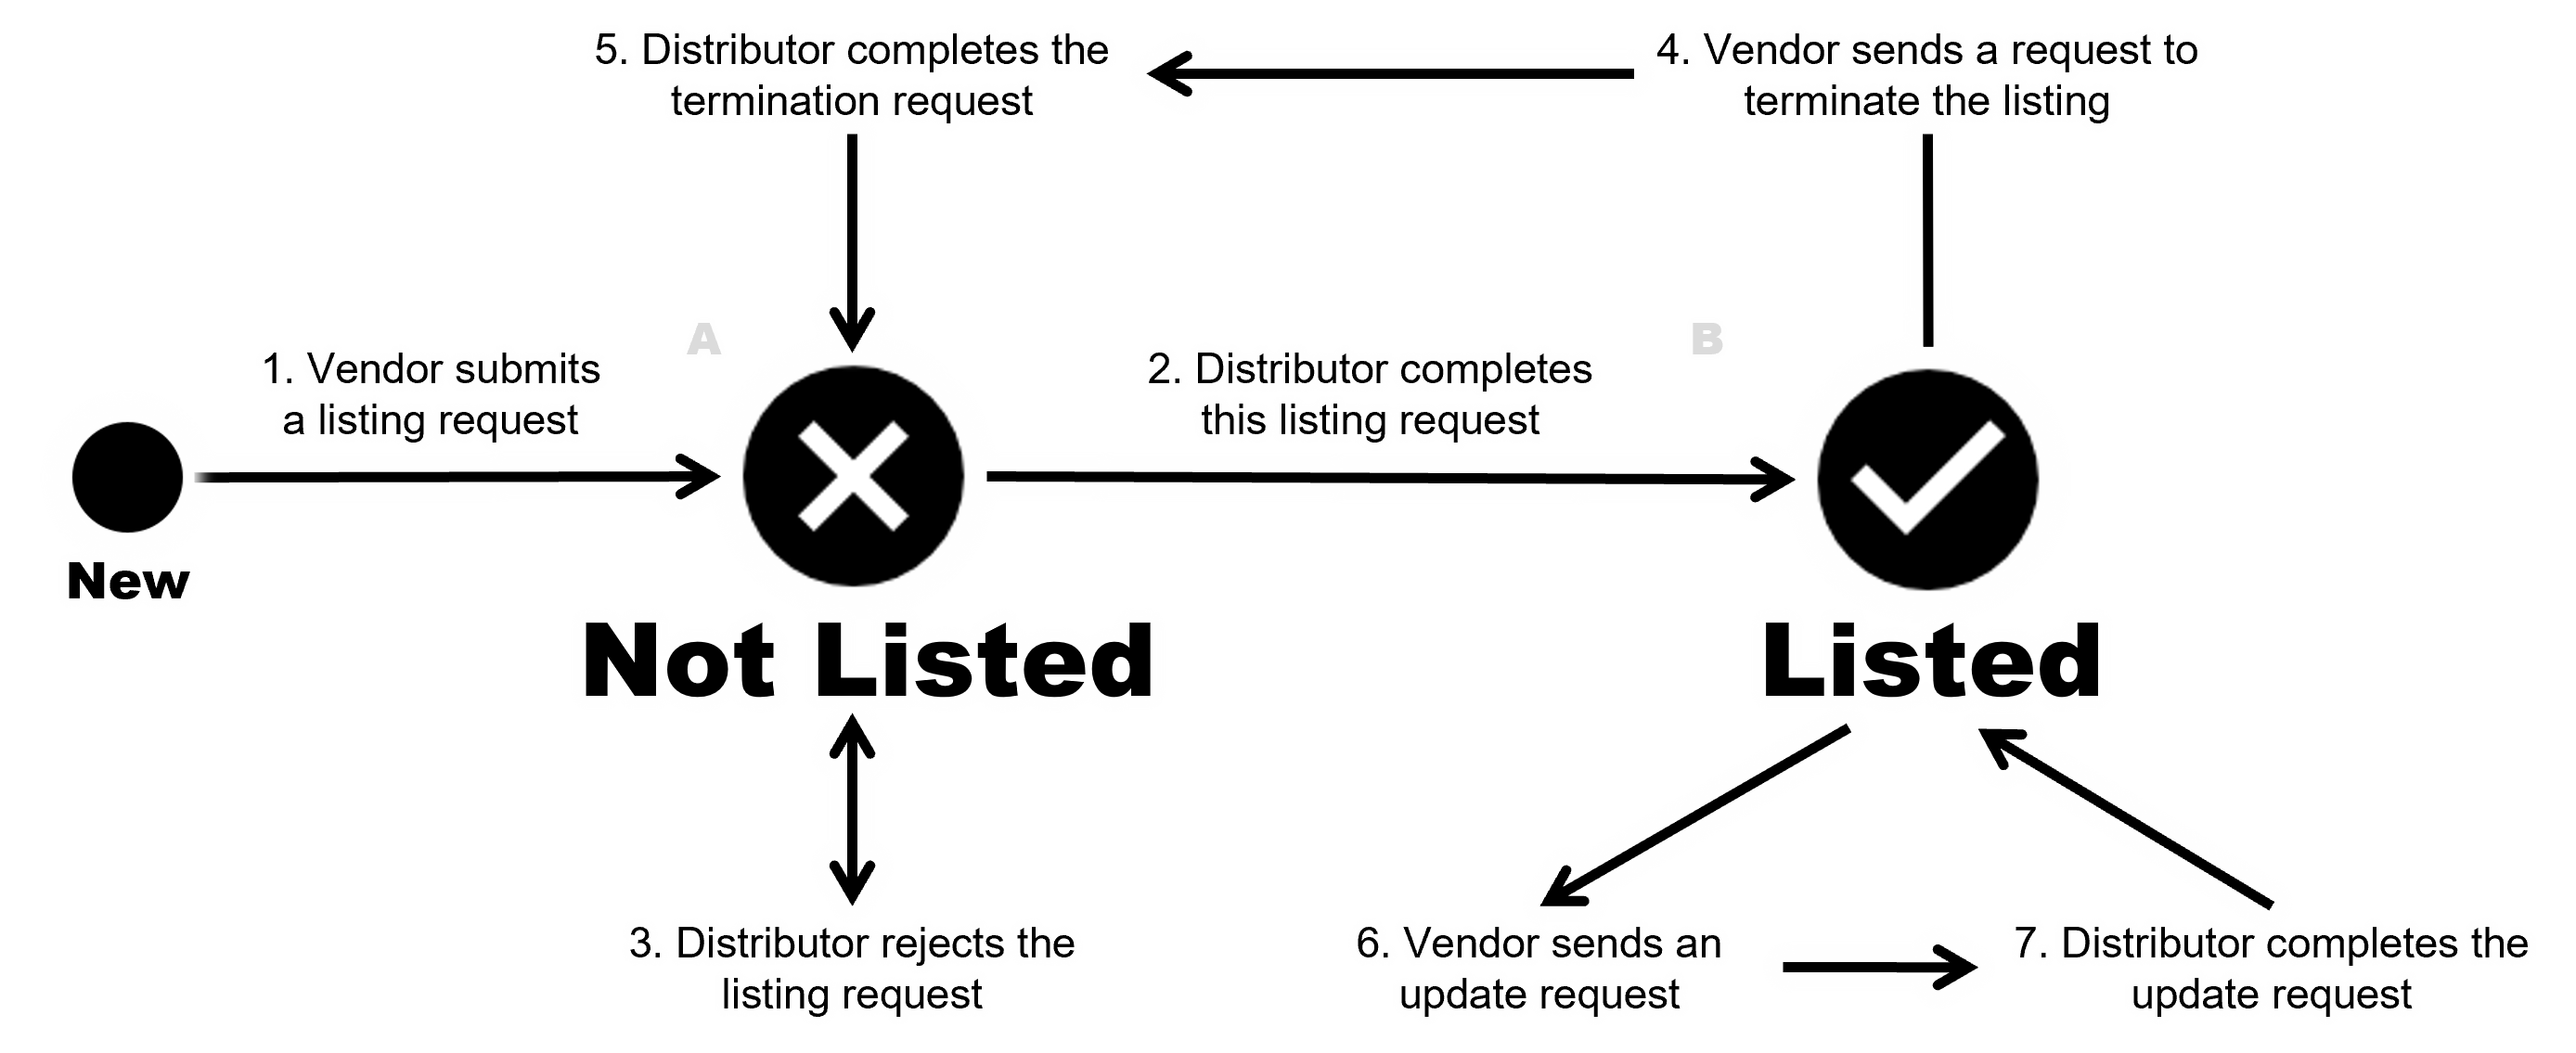 5. Distributor completes the
termination request
4. Vendor sends a request to
terminate the listing
A
B
1. Vendor submits
a listing request
2. Distributor completes
this listing request
New
Not Listed
Listed
3. Distributor rejects the
listing request
6. Vendor sends an
update request
7. Distributor completes the
update request